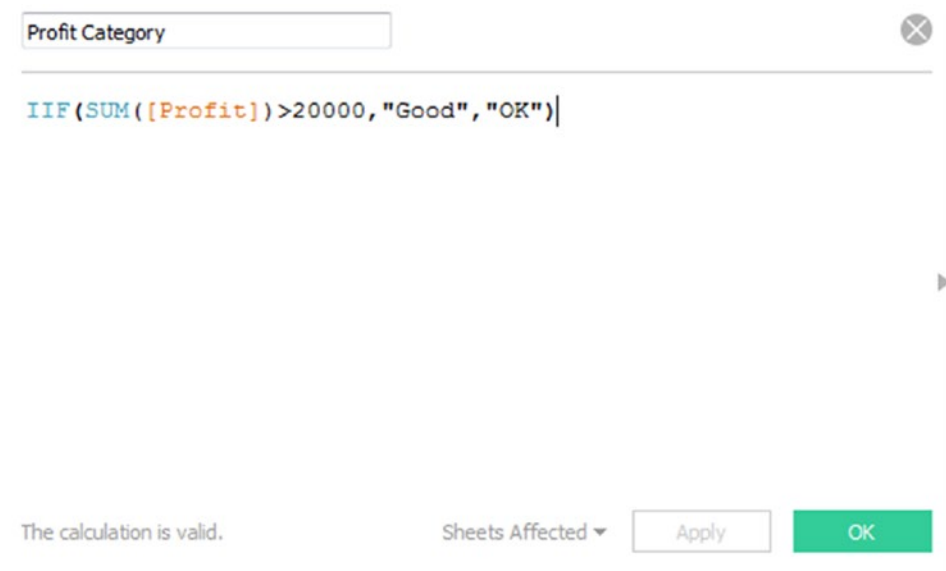 Profit Category
IIF(SUM([Profit])>20000,"Good","OK")
The calculation is valid. Sheets Affected Apply OK